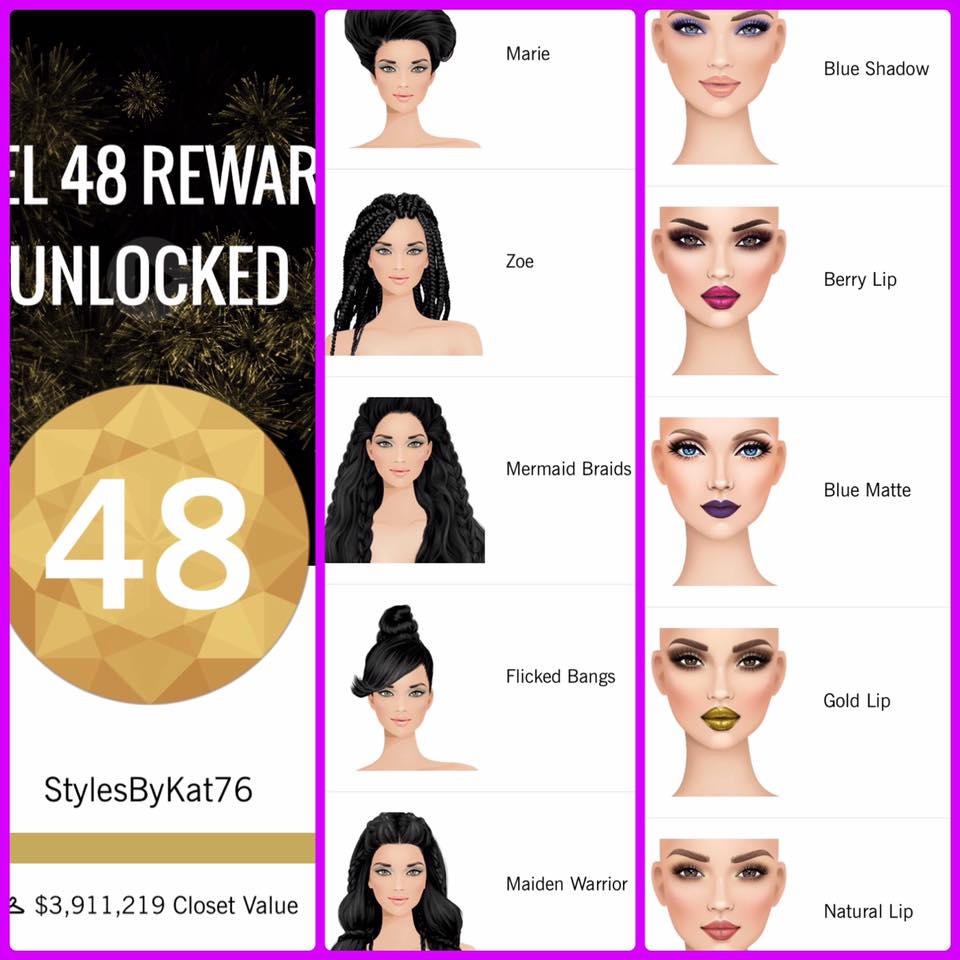 EL 48 REWAR
UNLOCKED
48
StylesByKat76
$3,911,219 Closet Value
Marie
Zoe
Mermaid Braids
Flicked Bangs
Maiden Warrior
Blue Shadow
Berry Lip
Blue Matte
Gold Lip
Natural Lip